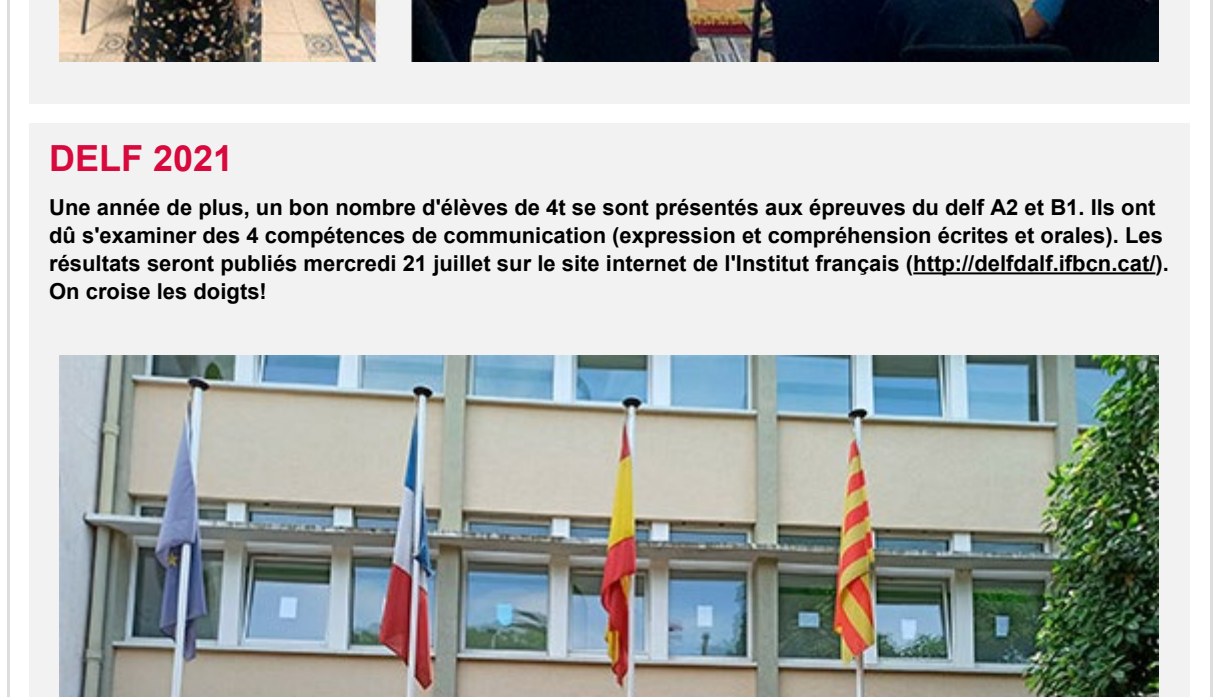 DELF 2021
Une année de plus, un bon nombre d'élèves de 4t se sont présentés aux épreuves du delf A2 et B1. Ils ont
dû s'examiner des 4 compétences de communication (expression et compréhension écrites et orales). Les
résultats seront publiés mercredi 21 juillet sur le site internet de l'Institut français (http://delfdalf.ifbcn.cat/).
On croise les doigts!